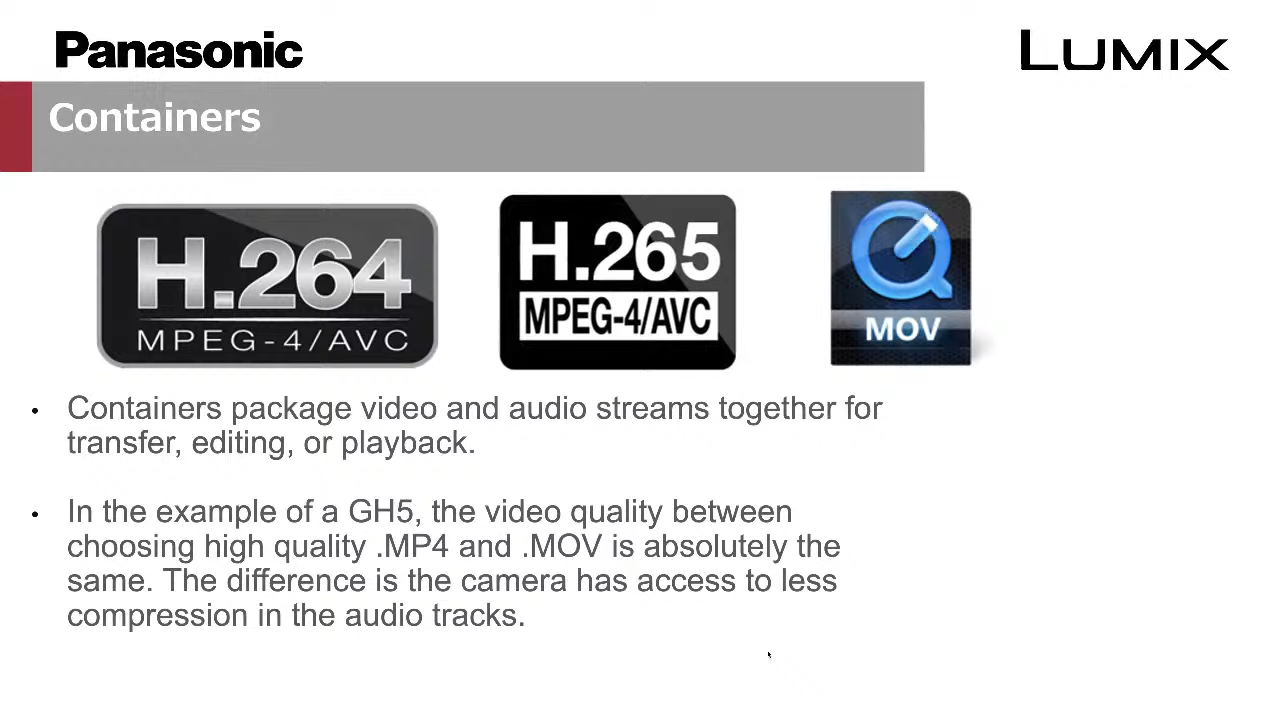 Panasonic
LUMIX
Containers
H.264
MPEG-4/AVC
H.265
MPEG-4/AVC
MOV
• Containers package video and audio streams together for
transfer, editing, or playback.
• In the example of a GH5, the video quality between
choosing high quality .MP4 and .MOV is absolutely the
same. The difference is the camera has access to less
compression in the audio tracks.